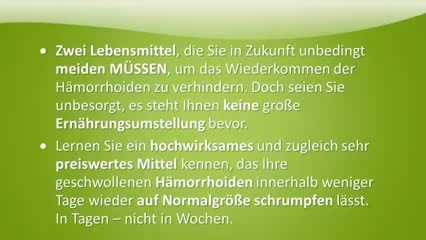 • Zwei Lebensmittel, die Sie in Zukunft unbedingt
meiden MÜSSEN, um das Wiederkommen der
Hämorrhoiden zu verhindern. Doch seien Sie
unbesorgt, es steht Ihnen keine große
Ernährungsumstellung bevor.
• Lernen Sie ein hochwirksames und zugleich sehr
preiswertes Mittel kennen, das Ihre
geschwollenen Hämorrhoiden innerhalb weniger
Tage wieder auf Normalgröße schrumpfen lässt.
In Tagen – nicht in Wochen.